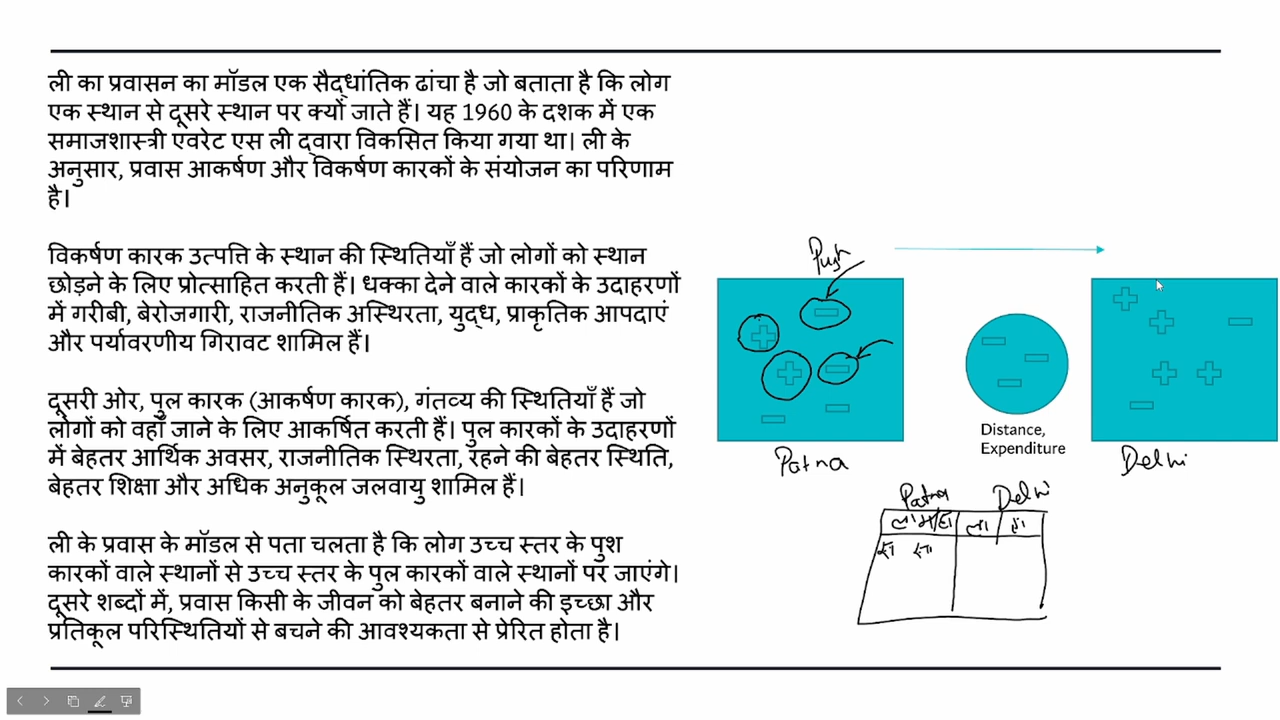 ली का प्रवासन का मॉडल एक सैद्धांतिक ढांचा है जो बताता है कि लोग
एक स्थान से दूसरे स्थान पर क्यों जाते हैं। यह 1960 के दशक में एक
समाजशास्त्री एवरेट एस ली द्वारा विकसित किया गया था। ली के
अनुसार, प्रवास आकर्षण और विकर्षण कारकों के संयोजन का परिणाम
है।
विकर्षण कारक उत्पत्ति के स्थान की स्थितियाँ हैं जो लोगों को स्थान
छोड़ने के लिए प्रोत्साहित करती हैं। धक्का देने वाले कारकों के उदाहरणों
में गरीबी, बेरोजगारी, राजनीतिक अस्थिरता, युद्ध, प्राकृतिक आपदाएं
और पर्यावरणीय गिरावट शामिल हैं।
दूसरी ओर, पुल कारक (आकर्षण कारक), गंतव्य की स्थितियाँ हैं जो
लोगों को वहाँ जाने के लिए आकर्षित करती हैं। पुल कारकों के उदाहरणों
में बेहतर आर्थिक अवसर, राजनीतिक स्थिरता, रहने की बेहतर स्थिति,
बेहतर शिक्षा और अधिक अनुकूल जलवायु शामिल हैं।
ली के प्रवास के मॉडल से पता चलता है कि लोग उच्च स्तर के पुश
कारकों वाले स्थानों से उच्च स्तर के पुल कारकों वाले स्थानों पर जाएंगे।
दूसरे शब्दों में, प्रवास किसी के जीवन को बेहतर बनाने की इच्छा और
प्रतिकूल परिस्थितियों से बचने की आवश्यकता से प्रेरित होता है।
Push
Distance,
Expenditure
Patna
Delhi
Patna Delhi